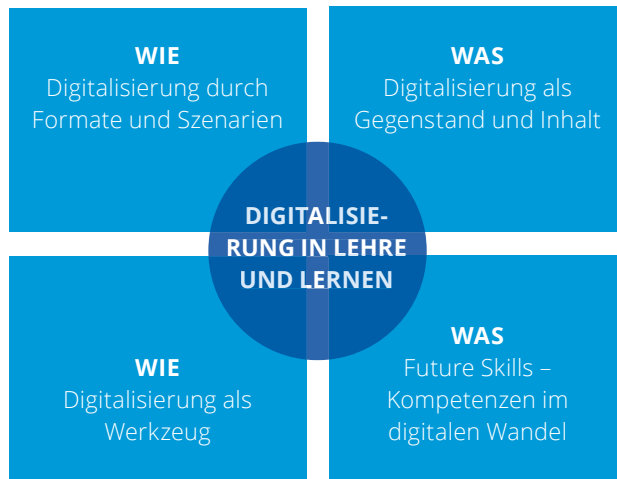 WIE
Digitalisierung durch
Formate und Szenarien
WAS
Digitalisierung als
Gegenstand und Inhalt
DIGITALISIE-
RUNG IN LEHRE
UND LERNEN
WIE
Digitalisierung als
Werkzeug
WAS
Future Skills –
Kompetenzen im
digitalen Wandel